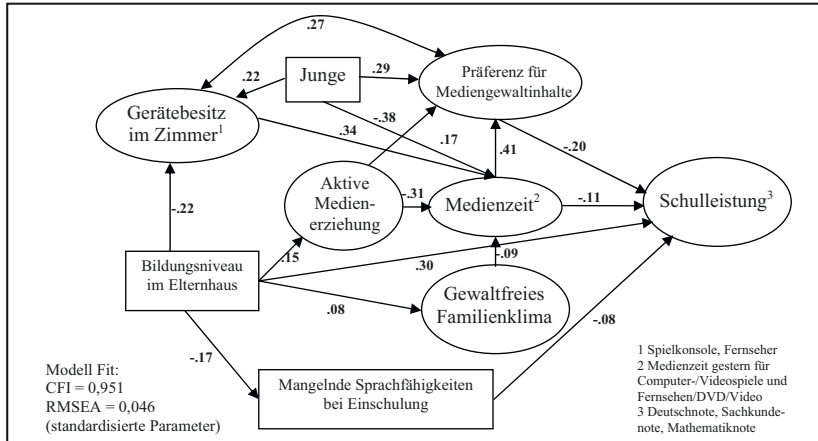 .27
.22
Junge
.29
Präferenz für
Mediengewaltinhalte
Gerätebesitz
im Zimmer1
-.38
.34
.17
.41
-.20
Aktive
Medien-
erziehung
-.31
Medienzeit2
-.11
Schulleistung3
-.22
Bildungsniveau
im Elternhaus
.15
.30
-.09
.08
Gewaltfreies
Familienklima
-.08
-.17
Mangelnde Sprachfähigkeiten
bei Einschulung
Modell Fit:
CFI = 0,951
RMSEA = 0,046
(standardisierte Parameter)
1 Spielkonsole, Fernseher
2 Medienzeit gestern für
Computer-/Videospiele und
Fernsehen/DVD/Video
3 Deutschnote, Sachkunde-
note, Mathematiknote